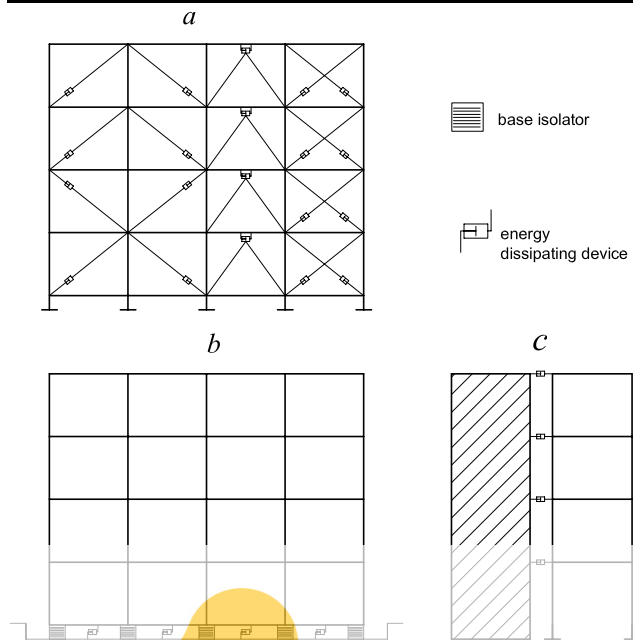 a
base isolator
energy
dissipating device
b
c